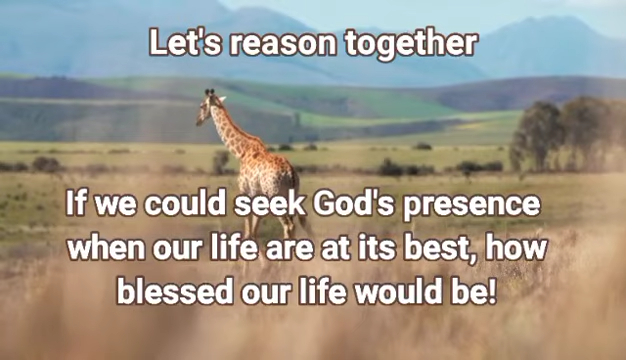 Let's reason together
If we could seek God's presence
when our life are at its best, how
blessed our life would be!